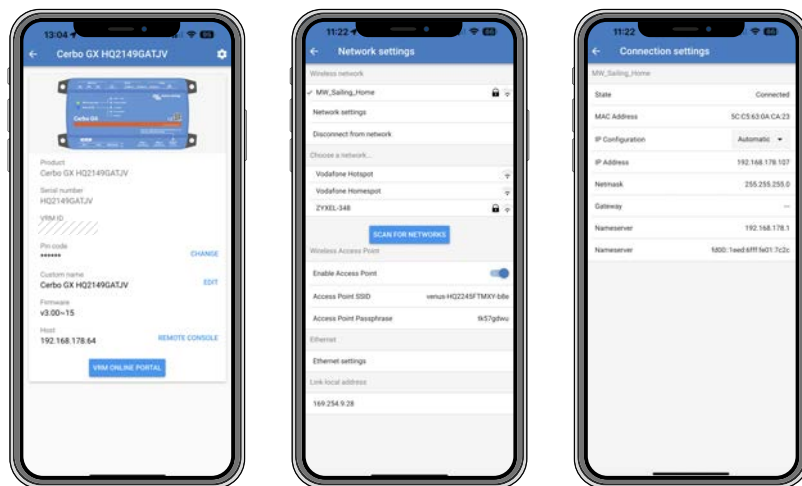 13:04
Cerbo GX HQ2149GATJV
Cerbo GX
Product
Cerbo GX HQ2149GATJV
Serial number
HQ2149GATJV
VRM ID
Pin code
••••••
CHANGE
Custom name
Cerbo GX HQ2149GATJV
EDIT
Firmware
v3.00~15
Host
192.168.178.64
REMOTE CONSOLE
VRM ONLINE PORTAL
11:22
Network settings
Wireless network
MW_Sailing_Home
Network settings
Disconnect from network
Choose a network...
Vodafone Hotspot
Vodafone Homespot
ZYXEL-348
SCAN FOR NETWORKS
Wireless Access Point
Enable Access Point
Access Point SSID venus-HQ2245FTMXY-b8e
Access Point Passphrase
Ethernet
Ethernet settings
Link local address
169.254.9.28
11:22
Connection settings
MW_Sailing_Home
State Connected
MAC Address 5C:C5:63:0A:CA:23
IP Configuration Automatic
IP Address 192.168.178.107
Netmask 255.255.255.0
Gateway ---
Nameserver 192.168.178.1
Nameserver fd00::1eed:6fff:fe01:7c2c